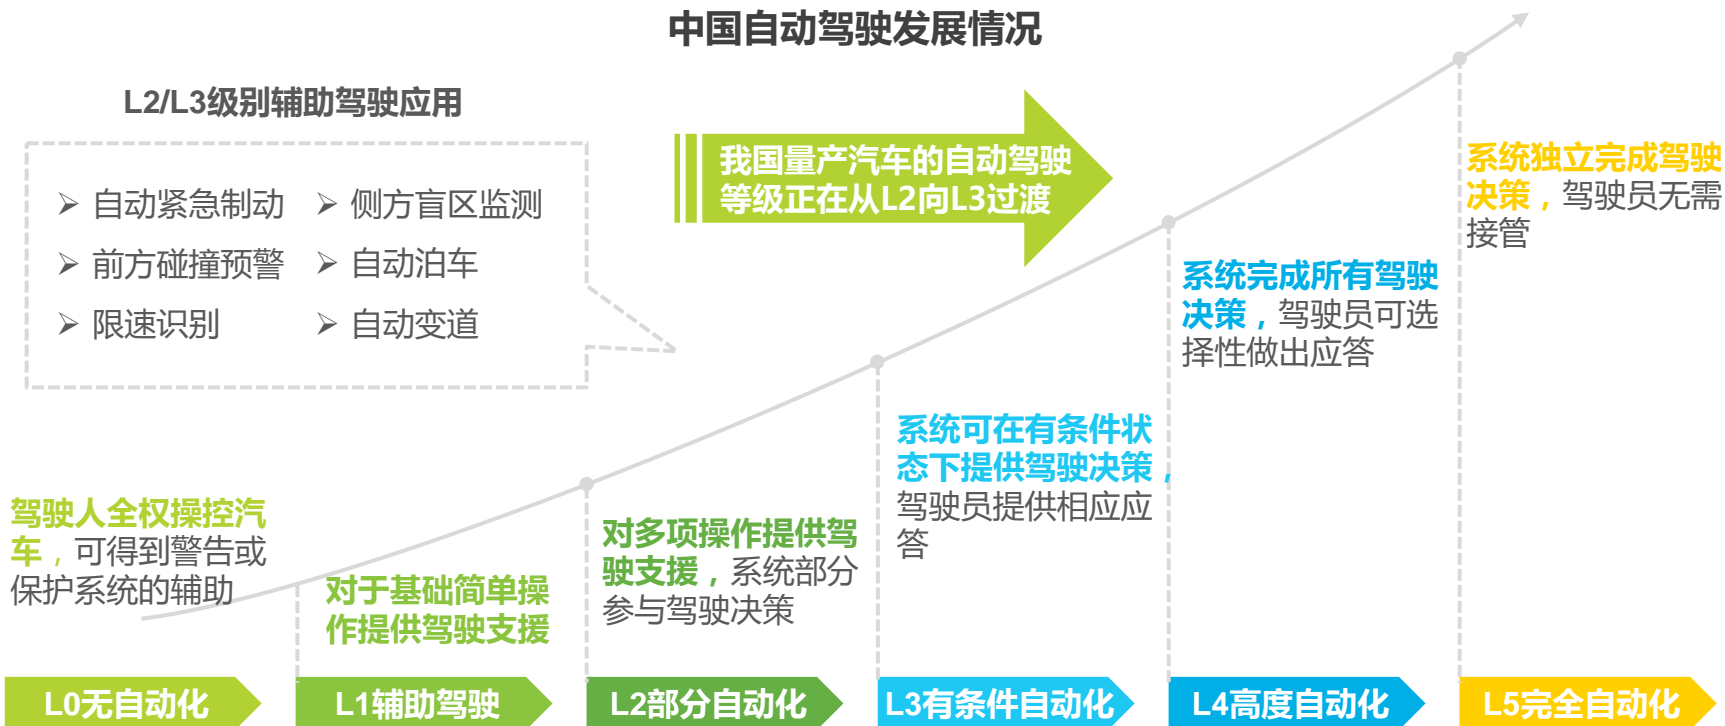 中国自动驾驶发展情况
L2/L3级别辅助驾驶应用
自动紧急制动
侧方盲区监测
前方碰撞预警
自动泊车
限速识别
自动变道
我国量产汽车的自动驾驶
等级正在从L2向L3过渡
驾驶人全权操控汽
车，可得到警告或
保护系统的辅助
对于基础简单操
作提供驾驶支援
对多项操作提供驾
驶支援，系统部分
参与驾驶决策
系统可在有条件状
态下提供驾驶决策，
驾驶员提供相应应
答
系统完成所有驾驶
决策，驾驶员可选
择性做出应答
系统独立完成驾驶
决策，驾驶员无需
接管
L0无自动化
L1辅助驾驶
L2部分自动化
L3有条件自动化
L4高度自动化
L5完全自动化